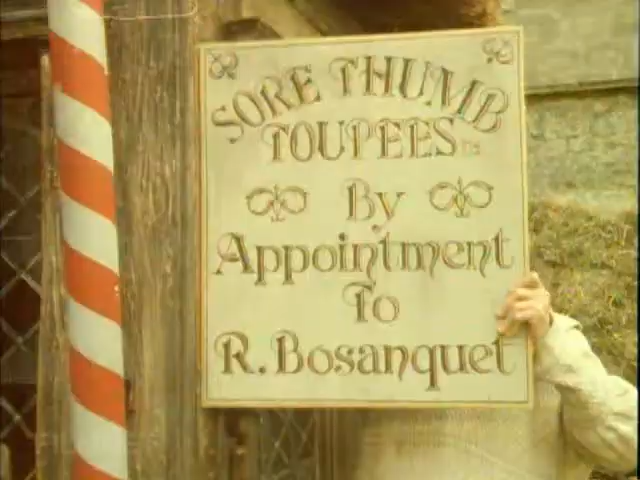 SORE THUMB
TOUPEES
By
Appointment
To
R. Bosanquet